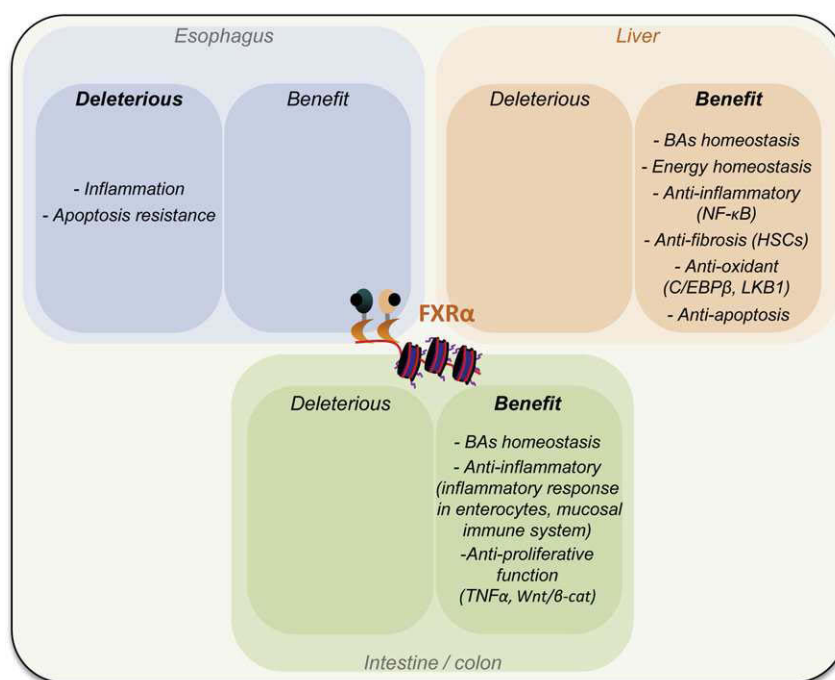 Esophagus
Deleterious
Benefit
- Inflammation
- Apoptosis resistance
Liver
Deleterious
Benefit
- BAs homeostasis
- Energy homeostasis
- Anti-inflammatory
(NF-κB)
- Anti-fibrosis (HSCs)
- Anti-oxidant
(C/EBPβ, LKB1)
- Anti-apoptosis
FXRα
Deleterious
Benefit
- BAs homeostasis
- Anti-inflammatory
(inflammatory response
in enterocytes, mucosal
immune system)
-Anti-proliferative
function
(TNFα, Wnt/β-cat)
Intestine / colon